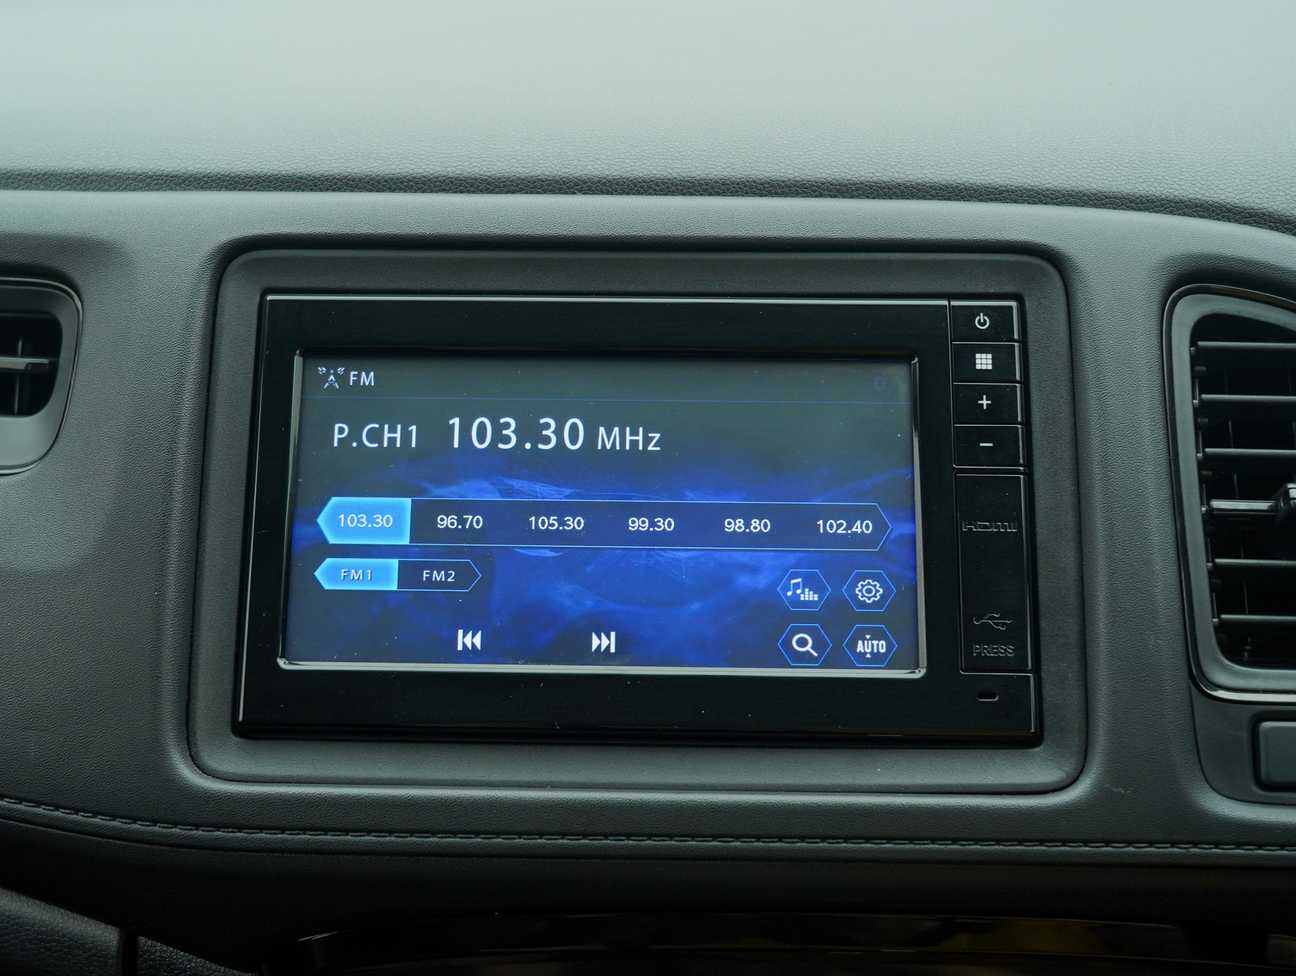 FM
P.CH1 103.30 MHz
103.30 96.70 105.30 99.30 98.80 102.40
FM1 FM2
AUTO
+
−
HDMI
PRESS